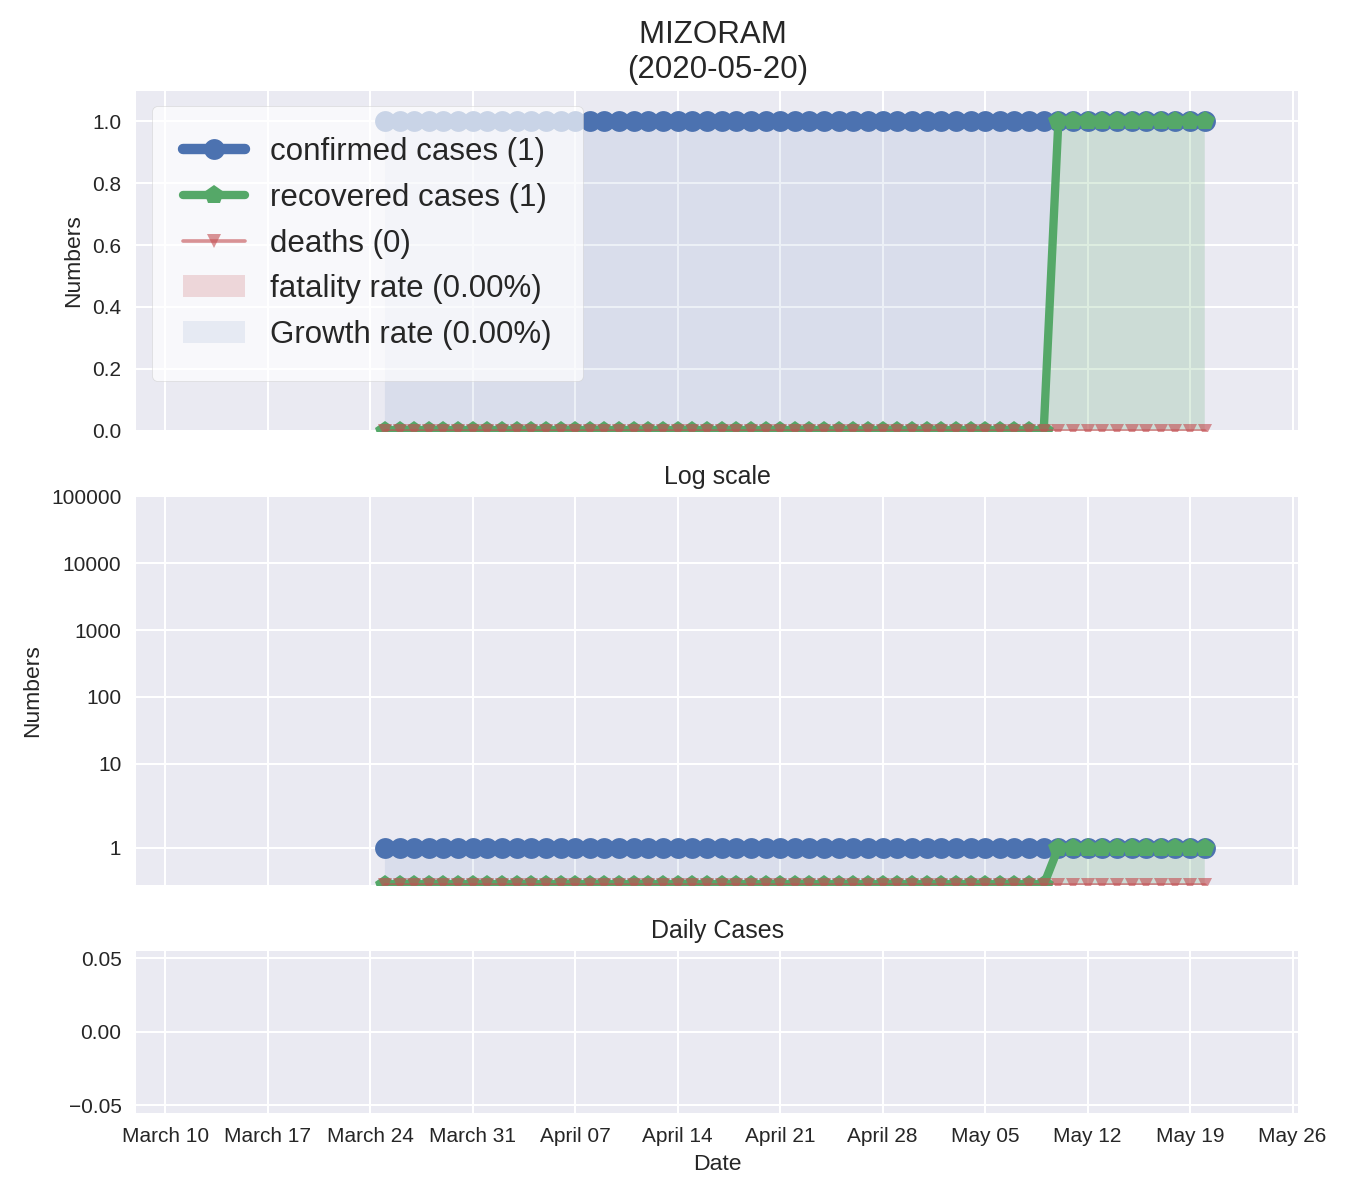 MIZORAM
(2020-05-20)
1.0
0.8
0.6
0.4
0.2
0.0
Numbers
confirmed cases (1)
recovered cases (1)
deaths (0)
fatality rate (0.00%)
Growth rate (0.00%)
Log scale
100000
10000
1000
100
10
1
Numbers
Daily Cases
0.05
0.00
−0.05
March 10 March 17 March 24 March 31 April 07 April 14 April 21 April 28 May 05 May 12 May 19 May 26
Date